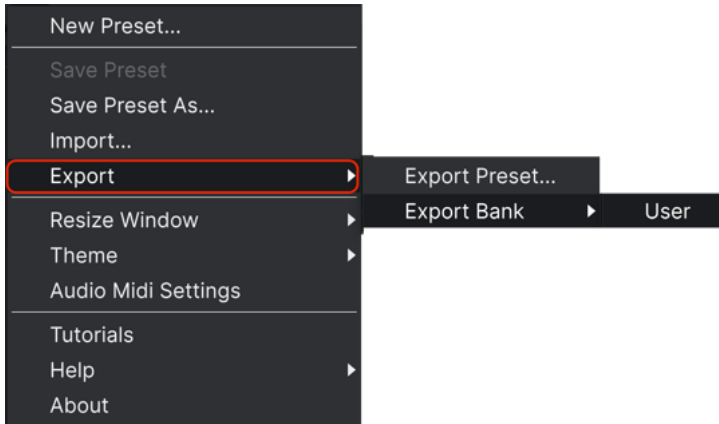 New Preset...
Save Preset
Save Preset As...
Import...
Export
Export Preset...
Export Bank
User
Resize Window
Theme
Audio Midi Settings
Tutorials
Help
About